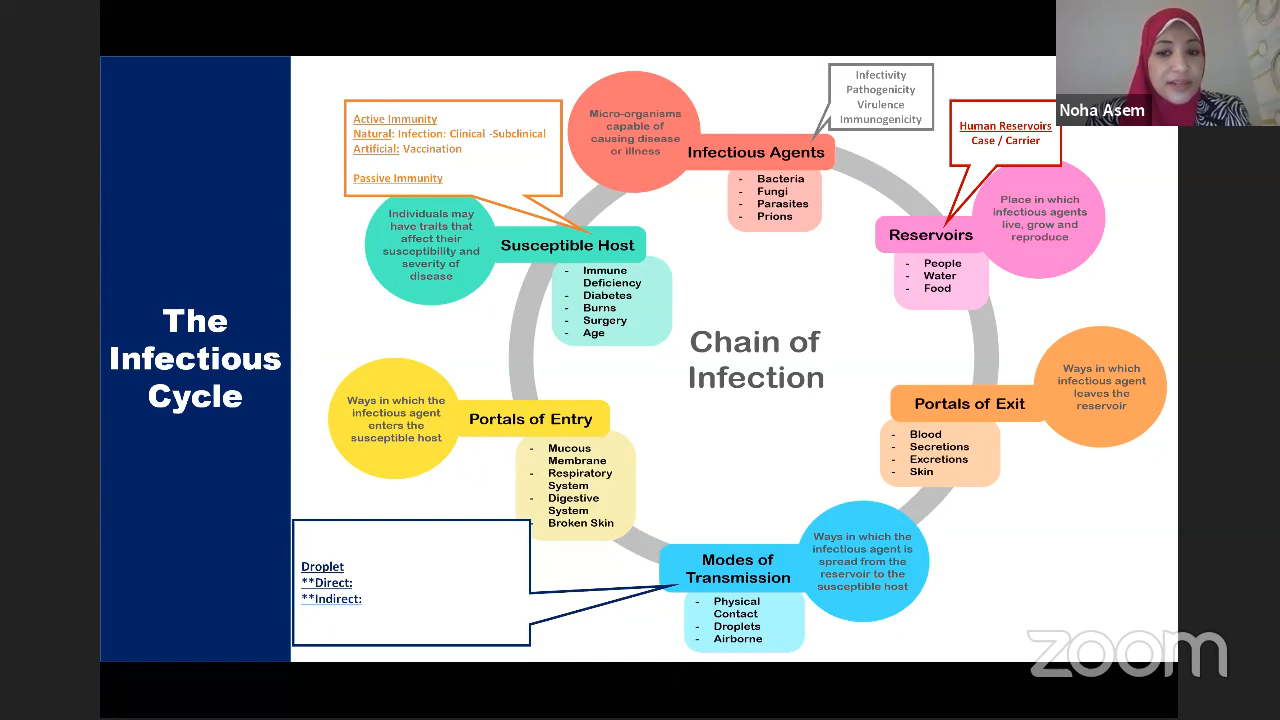 The
Infectious
Cycle
Active Immunity
Natural: Infection: Clinical -Subclinical
Artificial: Vaccination
Passive Immunity
Micro-organisms
capable of
causing disease
or illness
Infectious Agents
- Bacteria
- Fungi
- Parasites
- Prions
Infectivity
Pathogenicity
Virulence
Immunogenicity
Human Reservoirs
Case / Carrier
Noha Asem
Reservoirs
Place in which
infectious agents
live, grow and
reproduce
- People
- Water
- Food
Individuals may
have traits that
affect their
susceptibility and
severity of
disease
Susceptible Host
- Immune
Deficiency
- Diabetes
- Burns
- Surgery
- Age
Chain of
Infection
Portals of Exit
Ways in which
infectious agent
leaves the
reservoir
- Blood
- Secretions
- Excretions
- Skin
Ways in which the
infectious agent
enters the
susceptible host
Portals of Entry
- Mucous
Membrane
- Respiratory
System
- Digestive
System
- Broken Skin
Droplet
**Direct:
**Indirect:
Modes of
Transmission
Ways in which the
infectious agent is
spread from the
reservoir to the
susceptible host
- Physical
Contact
- Droplets
- Airborne
zoom